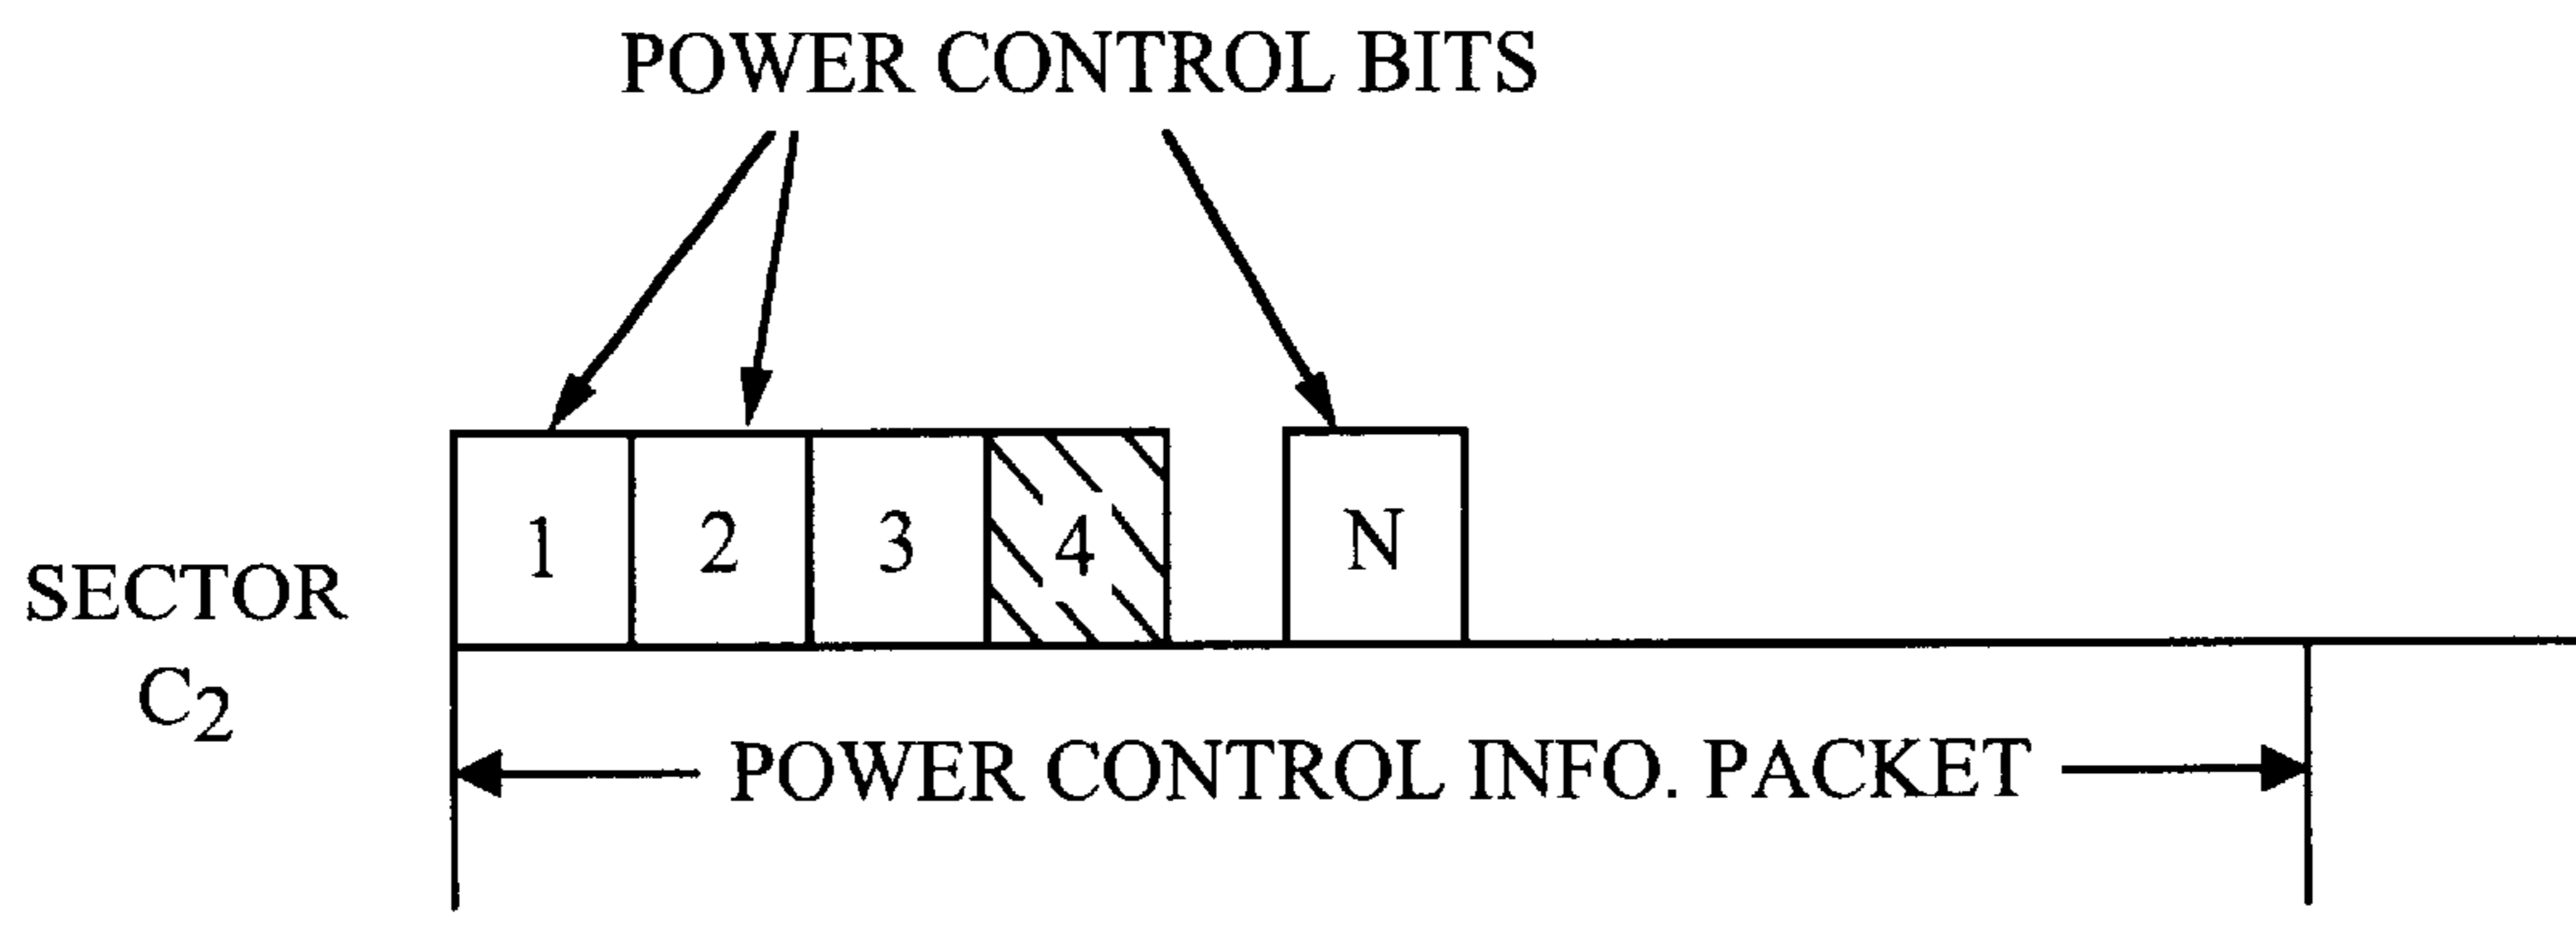 POWER CONTROL BITS
1 2 3 4 N
SECTOR
C2
POWER CONTROL INFO. PACKET